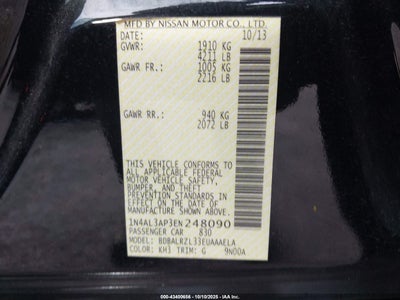 MFD BY NISSAN MOTOR CO., LTD.
DATE: 10/13
GVWR: 1910 KG
4211 LB
GAWR FR.: 1005 KG
2216 LB
GAWR RR.: 940 KG
2072 LB
THIS VEHICLE CONFORMS TO
ALL APPLICABLE FEDERAL
MOTOR VEHICLE SAFETY,
BUMPER, AND THEFT
PREVENTION STANDARDS
IN EFFECT ON THE DATE OF
MANUFACTURE SHOWN ABOVE.
1N4AL3AP3EN248090
PASSENGER CAR 830
MODEL: BDBALRZL33EUAAAELA
COLOR: KH3 TRIM: G 9N00A
000-43400656 - 10/10/2025 - IAAI